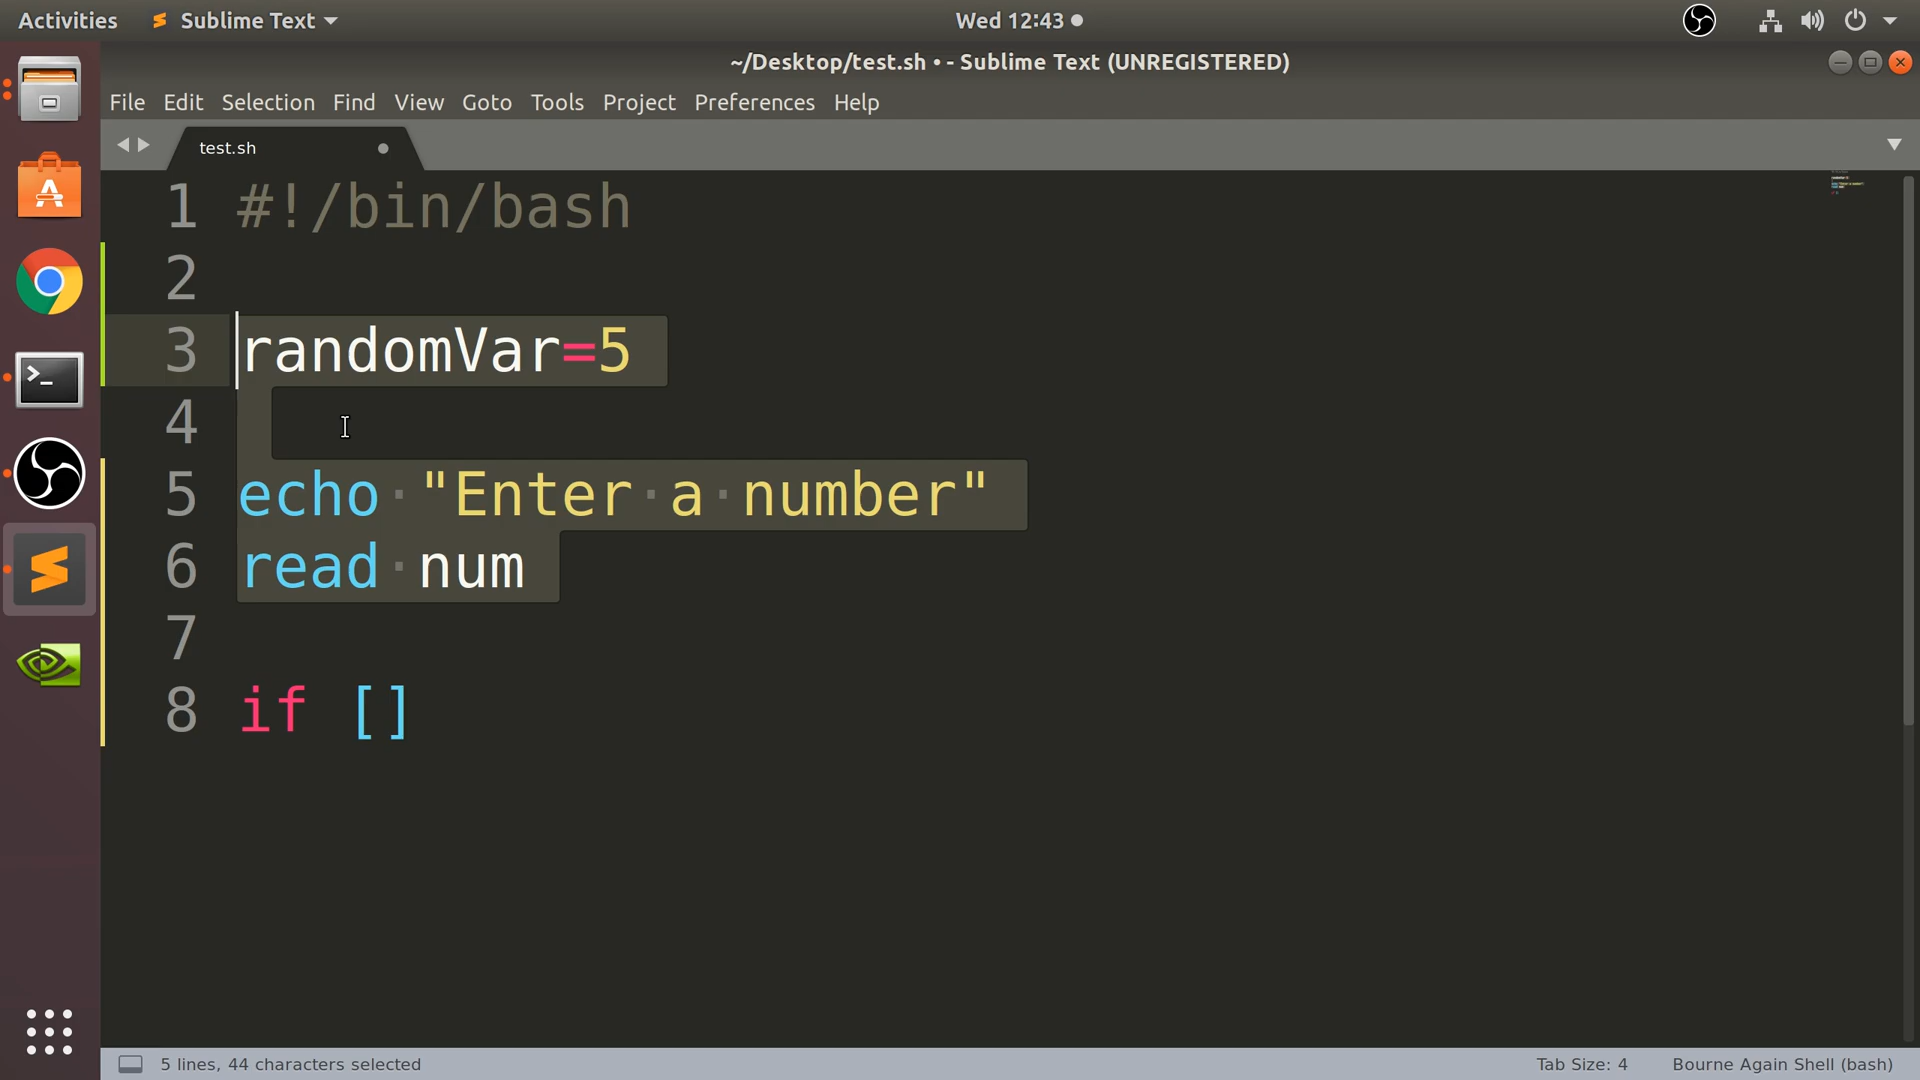 Activities Sublime Text Wed 12:43
~/Desktop/test.sh • - Sublime Text (UNREGISTERED)
File Edit Selection Find View Goto Tools Project Preferences Help
test.sh
1 #!/bin/bash
2
3 randomVar=5
4
5 echo "Enter a number"
6 read num
7
8 if []
5 lines, 44 characters selected Tab Size: 4 Bourne Again Shell (bash)